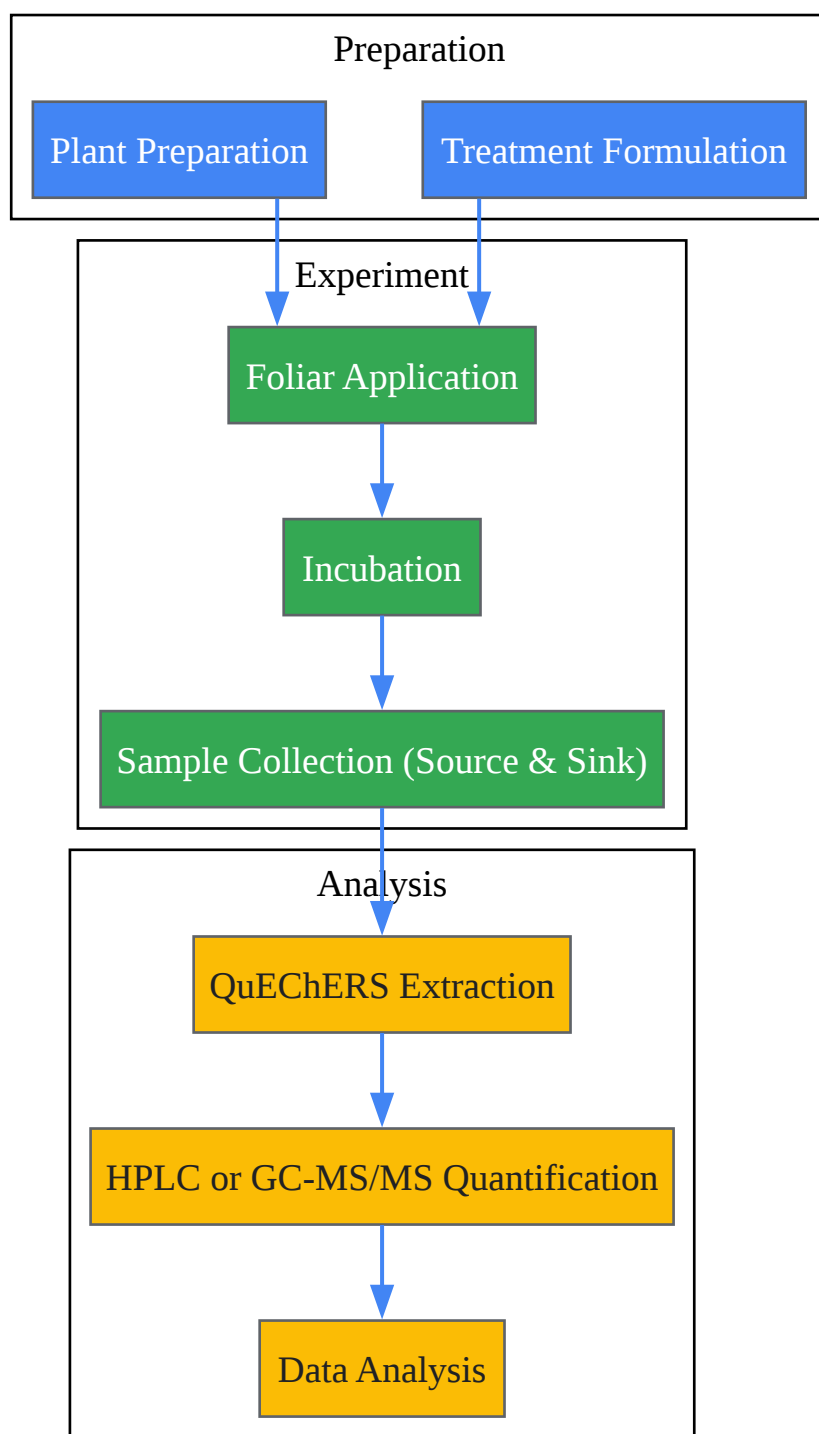 Preparation
Plant Preparation
Treatment Formulation
Experiment
Foliar Application
Incubation
Sample Collection (Source & Sink)
Analysis
QuEChERS Extraction
HPLC or GC-MS/MS Quantification
Data Analysis